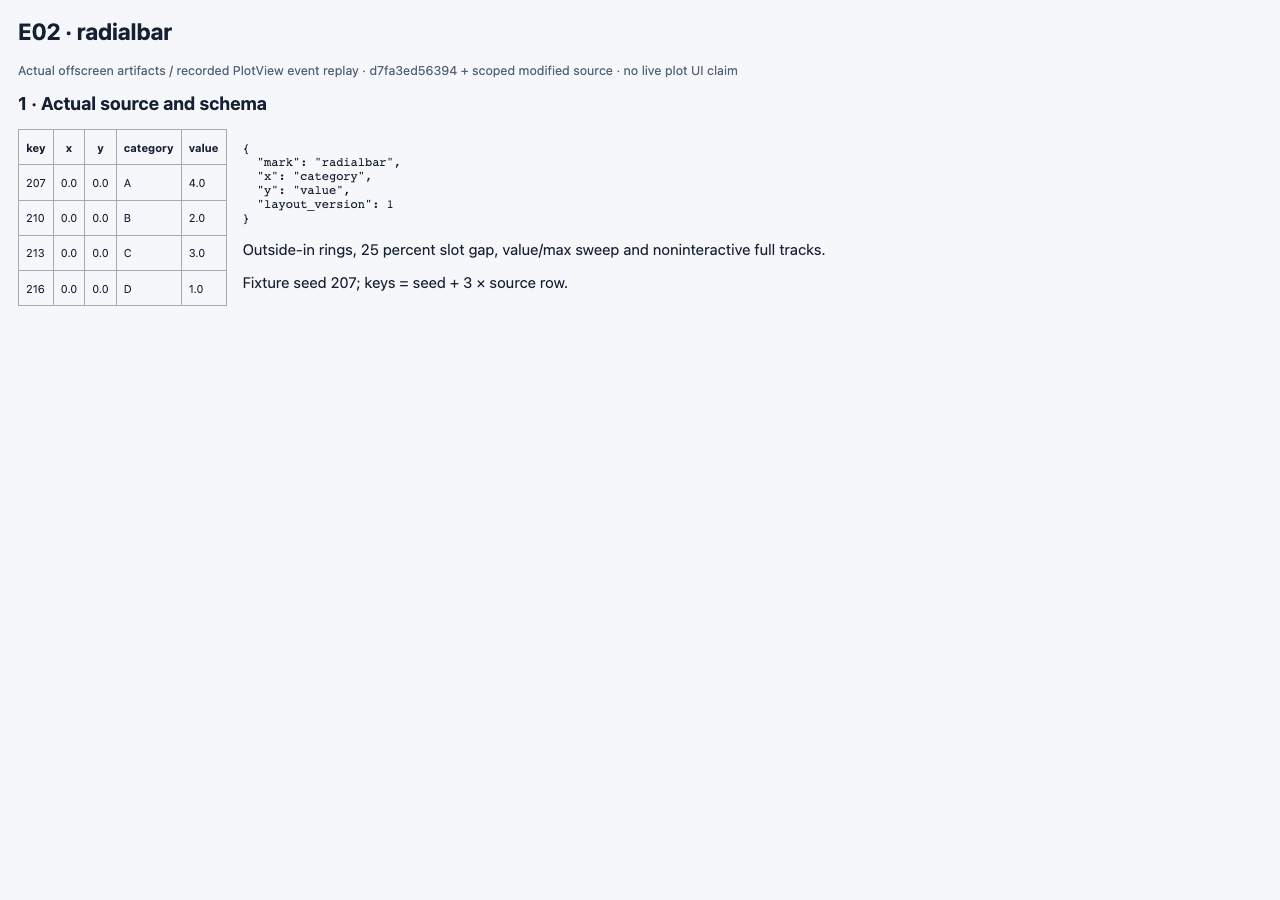 E02 · radialbar
Actual offscreen artifacts / recorded PlotView event replay · d7fa3ed56394 + scoped modified source · no live plot UI claim
1 · Actual source and schema
key x y category value
207 0.0 0.0 A 4.0
210 0.0 0.0 B 2.0
213 0.0 0.0 C 3.0
216 0.0 0.0 D 1.0
{
  "mark": "radialbar",
  "x": "category",
  "y": "value",
  "layout_version": 1
}
Outside-in rings, 25 percent slot gap, value/max sweep and noninteractive full tracks.
Fixture seed 207; keys = seed + 3 × source row.